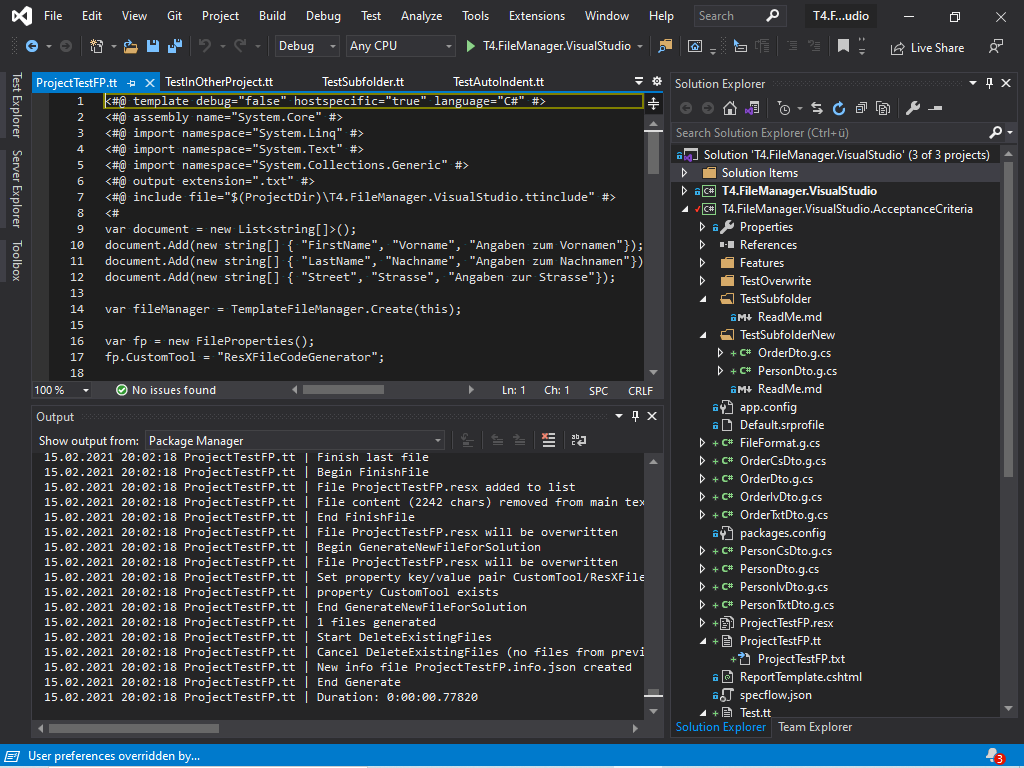 File Edit View Git Project Build Debug Test Analyze Tools Extensions Window Help Search T4.F...udio
Debug Any CPU T4.FileManager.VisualStudio Live Share
Test Explorer
Server Explorer
Toolbox
ProjectTestFP.tt TestInOtherProject.tt TestSubfolder.tt TestAutoIndent.tt
1 <#@ template debug="false" hostspecific="true" language="C#" #>
2 <#@ assembly name="System.Core" #>
3 <#@ import namespace="System.Linq" #>
4 <#@ import namespace="System.Text" #>
5 <#@ import namespace="System.Collections.Generic" #>
6 <#@ output extension=".txt" #>
7 <#@ include file="$(ProjectDir)\T4.FileManager.VisualStudio.ttinclude" #>
8 <#
9 var document = new List<string[]>();
10 document.Add(new string[] { "FirstName", "Vorname", "Angaben zum Vornamen"});
11 document.Add(new string[] { "LastName", "Nachname", "Angaben zum Nachnamen"})
12 document.Add(new string[] { "Street", "Strasse", "Angaben zur Strasse"});
13
14 var fileManager = TemplateFileManager.Create(this);
15
16 var fp = new FileProperties();
17 fp.CustomTool = "ResXFileCodeGenerator";
18
100 % No issues found Ln: 1 Ch: 1 SPC CRLF
Output
Show output from: Package Manager
15.02.2021 20:02:18 ProjectTestFP.tt | Finish last file
15.02.2021 20:02:18 ProjectTestFP.tt | Begin FinishFile
15.02.2021 20:02:18 ProjectTestFP.tt | File ProjectTestFP.resx added to list
15.02.2021 20:02:18 ProjectTestFP.tt | File content (2242 chars) removed from main tex
15.02.2021 20:02:18 ProjectTestFP.tt | End FinishFile
15.02.2021 20:02:18 ProjectTestFP.tt | File ProjectTestFP.resx will be overwritten
15.02.2021 20:02:18 ProjectTestFP.tt | Begin GenerateNewFileForSolution
15.02.2021 20:02:18 ProjectTestFP.tt | File ProjectTestFP.resx will be overwritten
15.02.2021 20:02:18 ProjectTestFP.tt | Set property key/value pair CustomTool/ResXFile
15.02.2021 20:02:18 ProjectTestFP.tt | property CustomTool exists
15.02.2021 20:02:18 ProjectTestFP.tt | End GenerateNewFileForSolution
15.02.2021 20:02:18 ProjectTestFP.tt | 1 files generated
15.02.2021 20:02:18 ProjectTestFP.tt | Start DeleteExistingFiles
15.02.2021 20:02:18 ProjectTestFP.tt | Cancel DeleteExistingFiles (no files from previ
15.02.2021 20:02:18 ProjectTestFP.tt | New info file ProjectTestFP.info.json created
15.02.2021 20:02:18 ProjectTestFP.tt | End Generate
15.02.2021 20:02:18 ProjectTestFP.tt | Duration: 0:00:00.77820
Solution Explorer
Search Solution Explorer (Ctrl+ü)
Solution 'T4.FileManager.VisualStudio' (3 of 3 projects)
Solution Items
C# T4.FileManager.VisualStudio
C# T4.FileManager.VisualStudio.AcceptanceCriteria
Properties
References
Features
TestOverwrite
TestSubfolder
M+ ReadMe.md
TestSubfolderNew
+ C# OrderDto.g.cs
+ C# PersonDto.g.cs
M+ ReadMe.md
app.config
Default.srprofile
+ C# FileFormat.g.cs
+ C# OrderCsDto.g.cs
+ C# OrderDto.g.cs
+ C# OrderIvDto.g.cs
+ C# OrderTxtDto.g.cs
packages.config
+ C# PersonCsDto.g.cs
+ C# PersonDto.g.cs
+ C# PersonIvDto.g.cs
+ C# PersonTxtDto.g.cs
+ ProjectTestFP.resx
+ ProjectTestFP.tt
+ ProjectTestFP.txt
ReportTemplate.cshtml
specflow.json
+ Test.tt
Solution Explorer Team Explorer
User preferences overridden by... 3